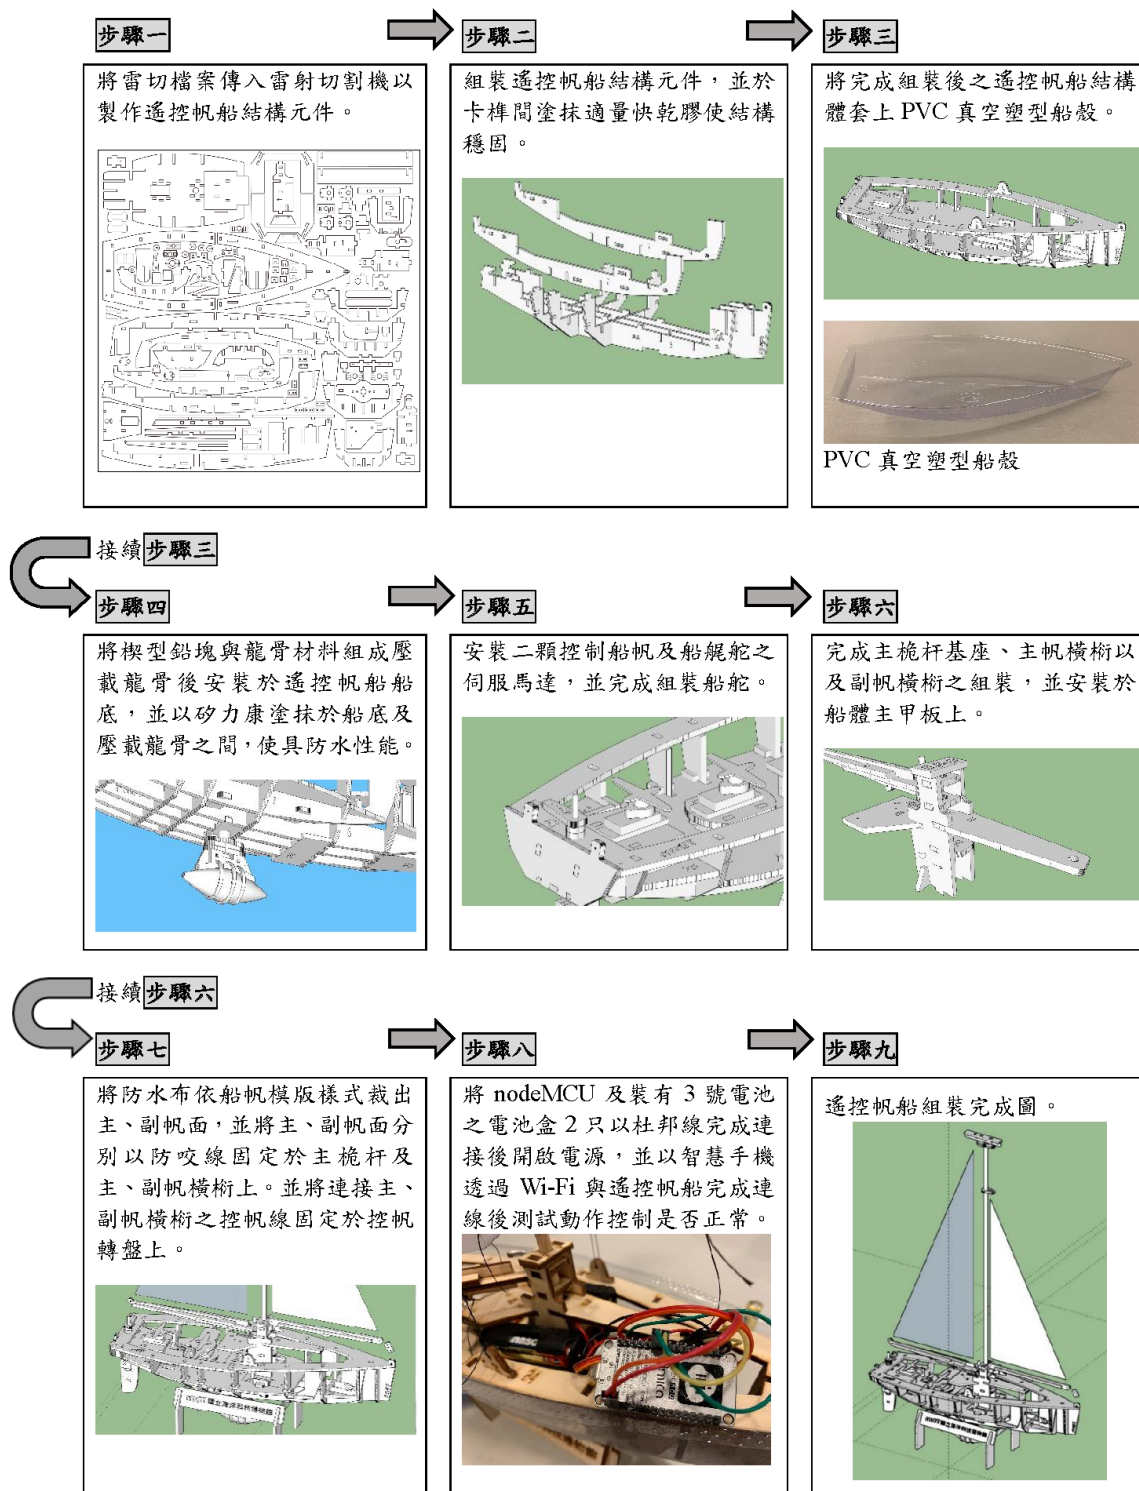 步驟一
步驟二
步驟三
將雷切檔案傳入雷射切割機以
製作遙控帆船結構元件。
組裝遙控帆船結構元件，並於
卡榫間塗抹適量快乾膠使結構
穩固。
將完成組裝後之遙控帆船結構
體套上 PVC 真空塑型船殼。
PVC 真空塑型船殼
接續步驟三
步驟四
步驟五
步驟六
將楔型鉛塊與龍骨材料組成壓
載龍骨後安裝於遙控帆船船
底，並以矽力康塗抹於船底及
壓載龍骨之間，使具防水性能。
安裝二顆控制船帆及船艉舵之
伺服馬達，並完成組裝船舵。
完成主桅杆基座、主帆橫桁以
及副帆橫桁之組裝，並安裝於
船體主甲板上。
接續步驟六
步驟七
步驟八
步驟九
將防水布依船帆模版樣式裁出
主、副帆面，並將主、副帆面分
別以防咬線固定於主桅杆及
主、副帆橫桁上。並將連接主、
副帆橫桁之控帆線固定於控帆
轉盤上。
將 nodeMCU 及裝有 3 號電池
之電池盒 2 只以杜邦線完成連
接後開啟電源，並以智慧手機
透過 Wi-Fi 與遙控帆船完成連
線後測試動作控制是否正常。
遙控帆船組裝完成圖。
國立海洋科技博物館